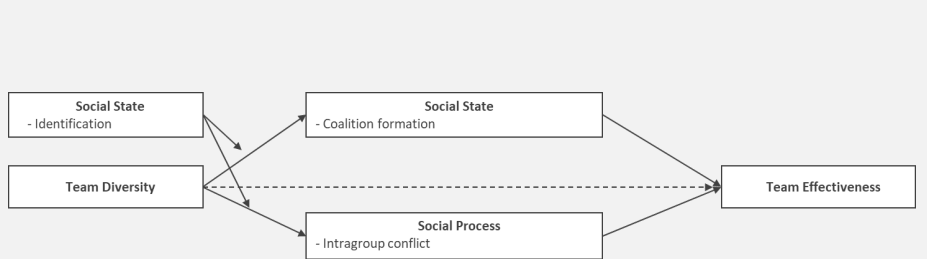 Social State
- Identification
Social State
- Coalition formation
Team Diversity
Team Effectiveness
Social Process
- Intragroup conflict